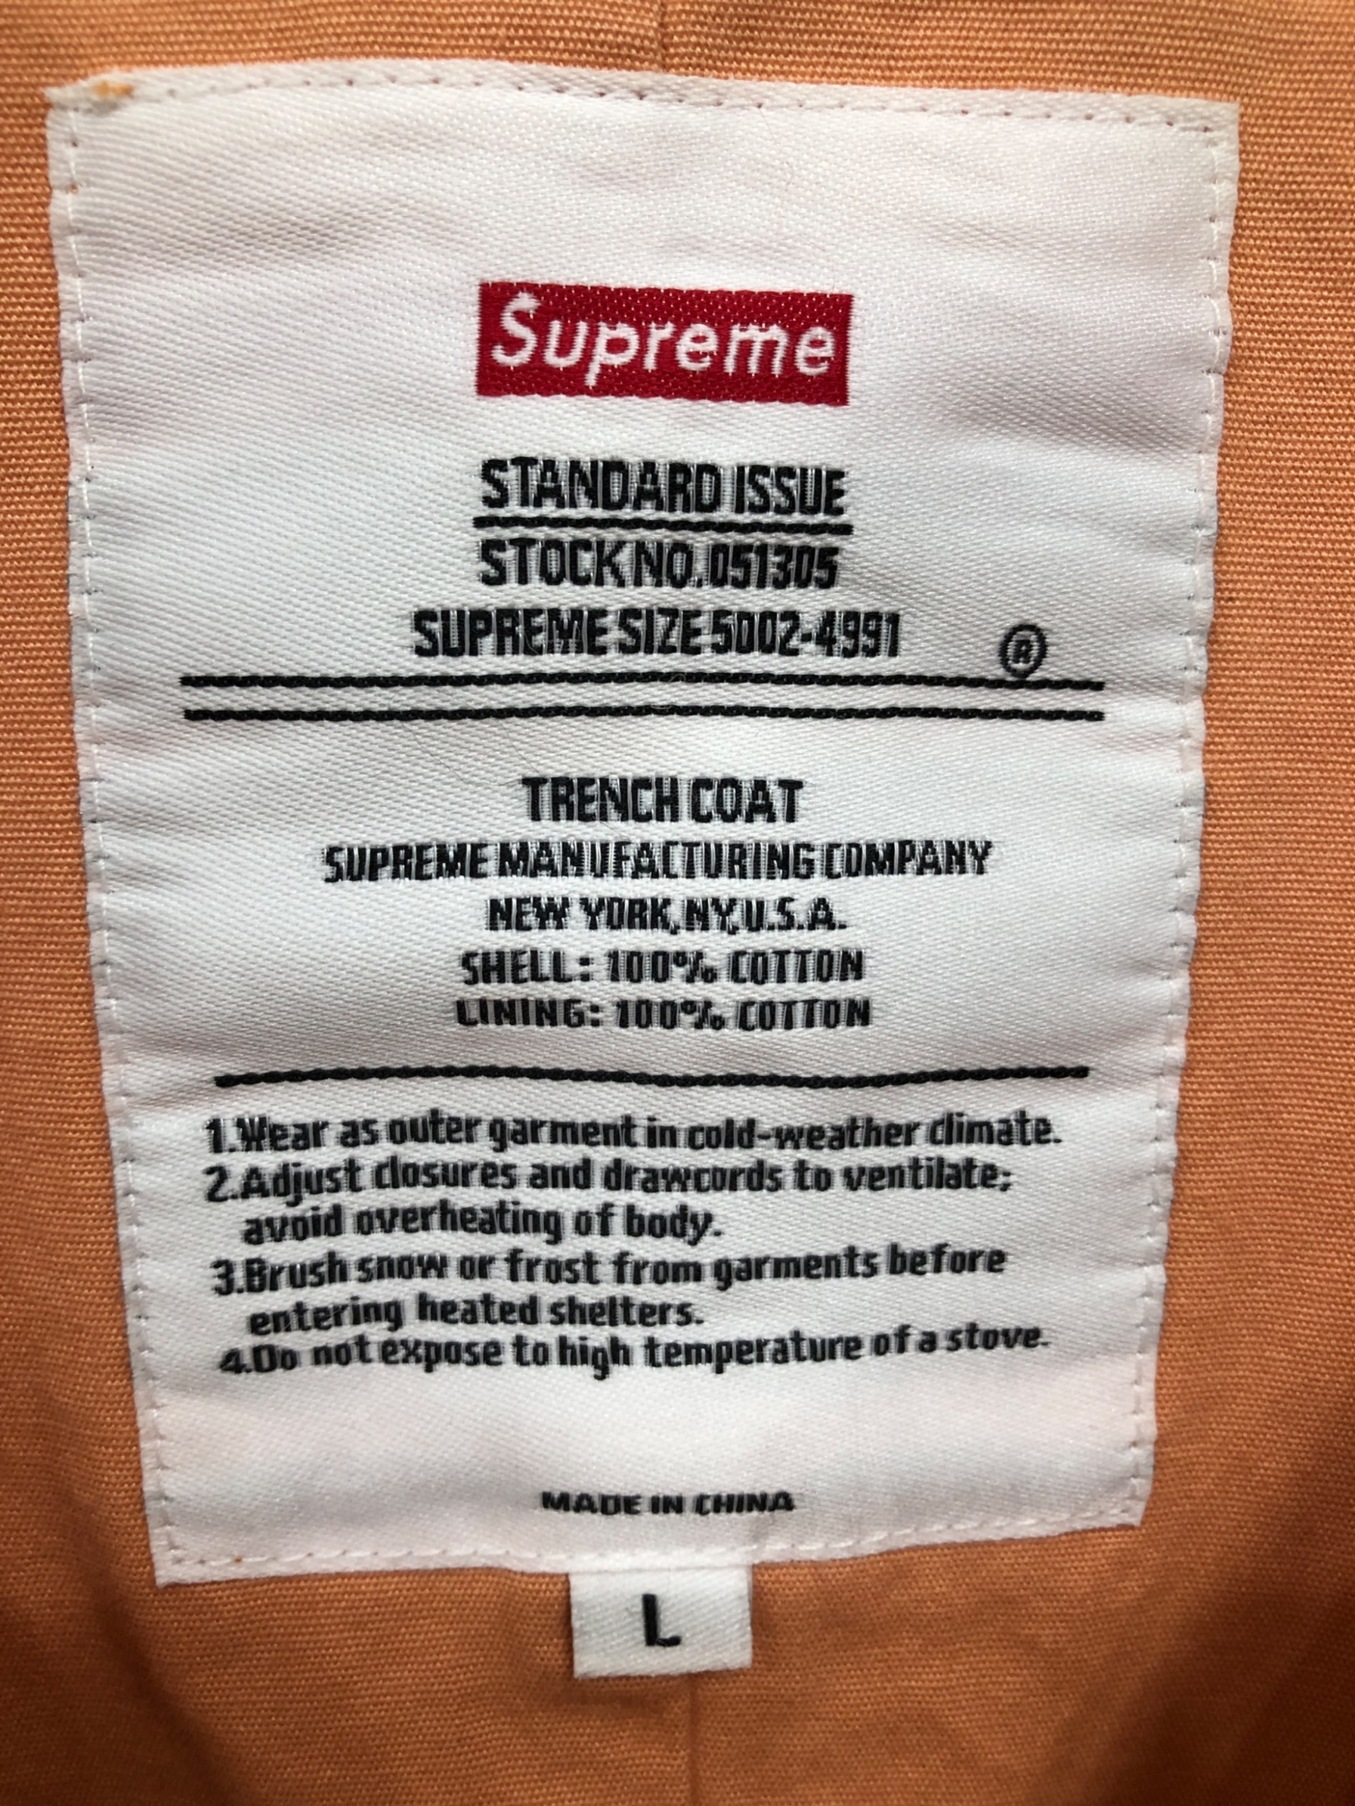 Supreme
STANDARD ISSUE
STOCK NO. 051305
SUPREME SIZE 5002-4991 ®
TRENCH COAT
SUPREME MANUFACTURING COMPANY
NEW YORK, NY, U.S.A.
SHELL: 100% COTTON
LINING: 100% COTTON
1.Wear as outer garment in cold-weather climate.
2.Adjust closures and drawcords to ventilate;
avoid overheating of body.
3.Brush snow or frost from garments before
entering heated shelters.
4.Do not expose to high temperature of a stove.
MADE IN CHINA
L